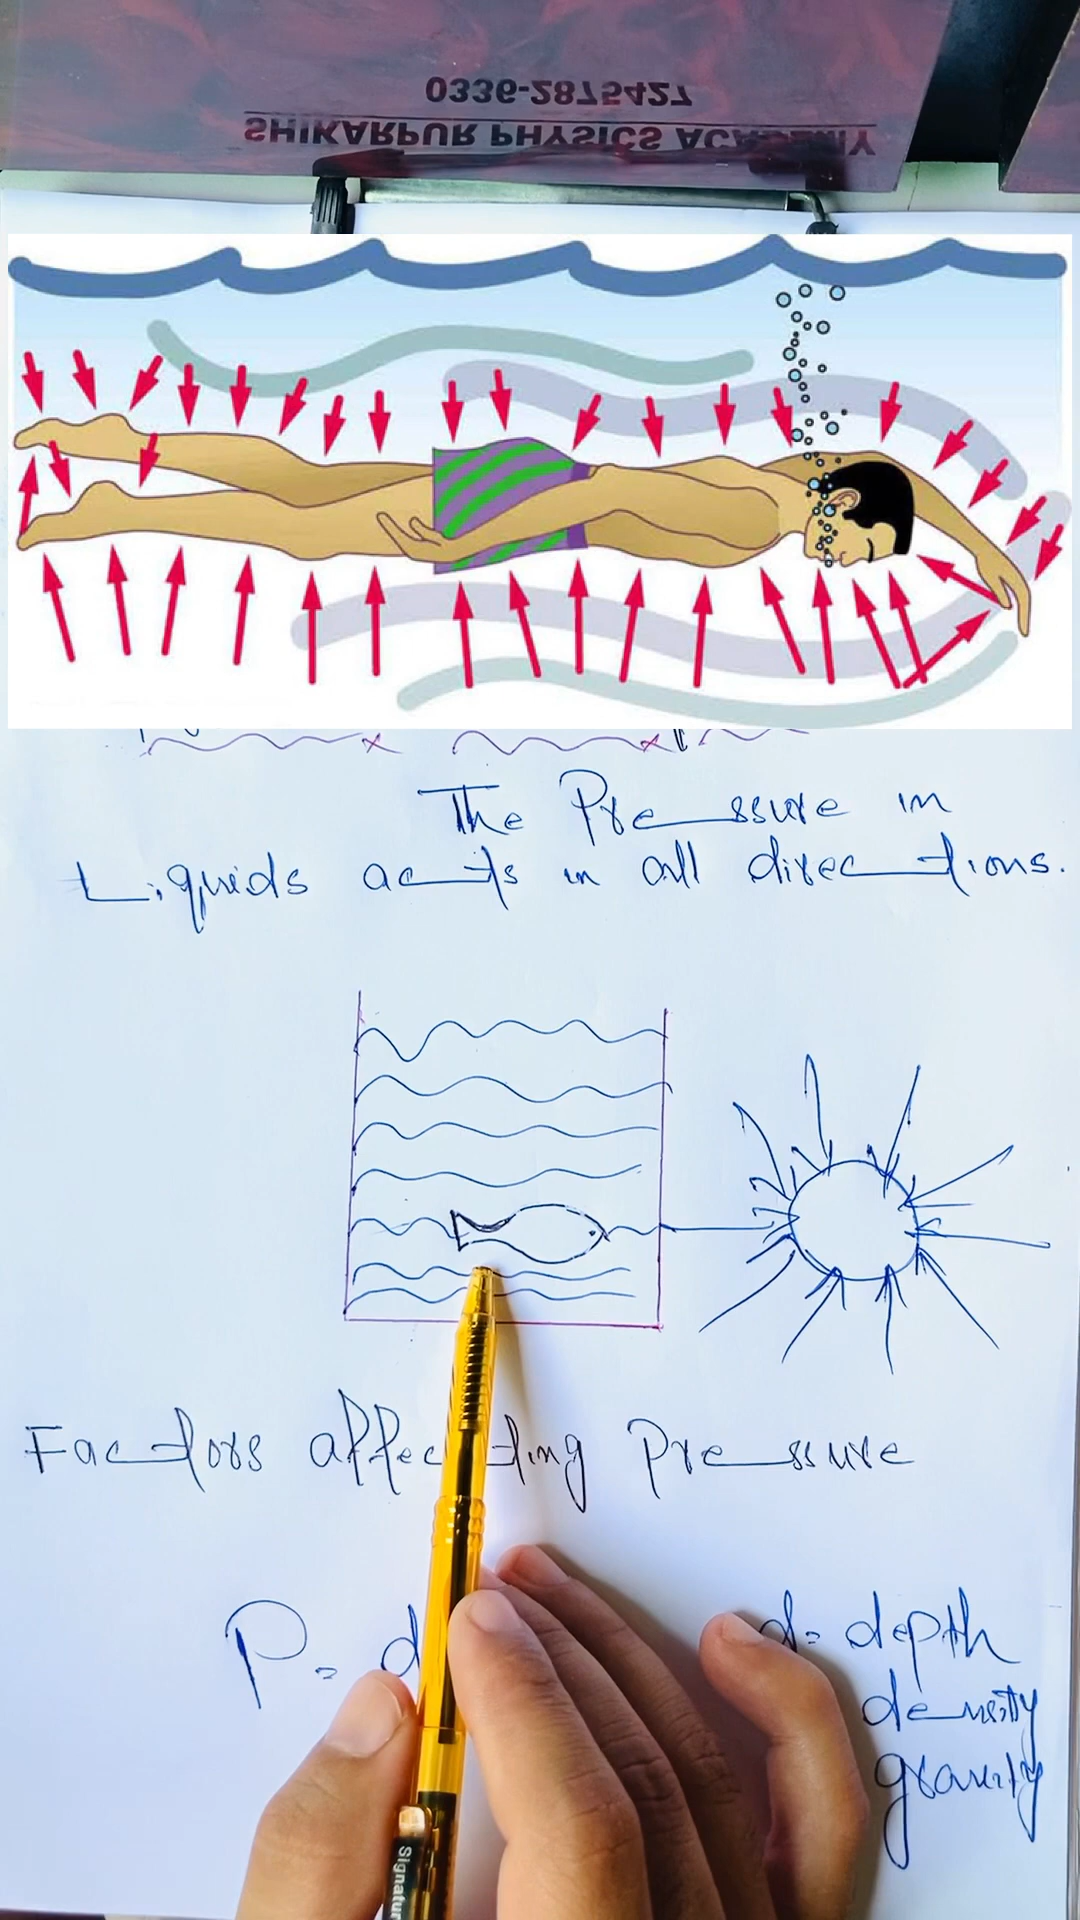 0336-2875427
SHIKARPUR PHYSICS ACADEMY
The Pressure in
Liquids acts in all directions.
Factors affecting Pressure
P = d
d = depth
density
gravity
Signatur